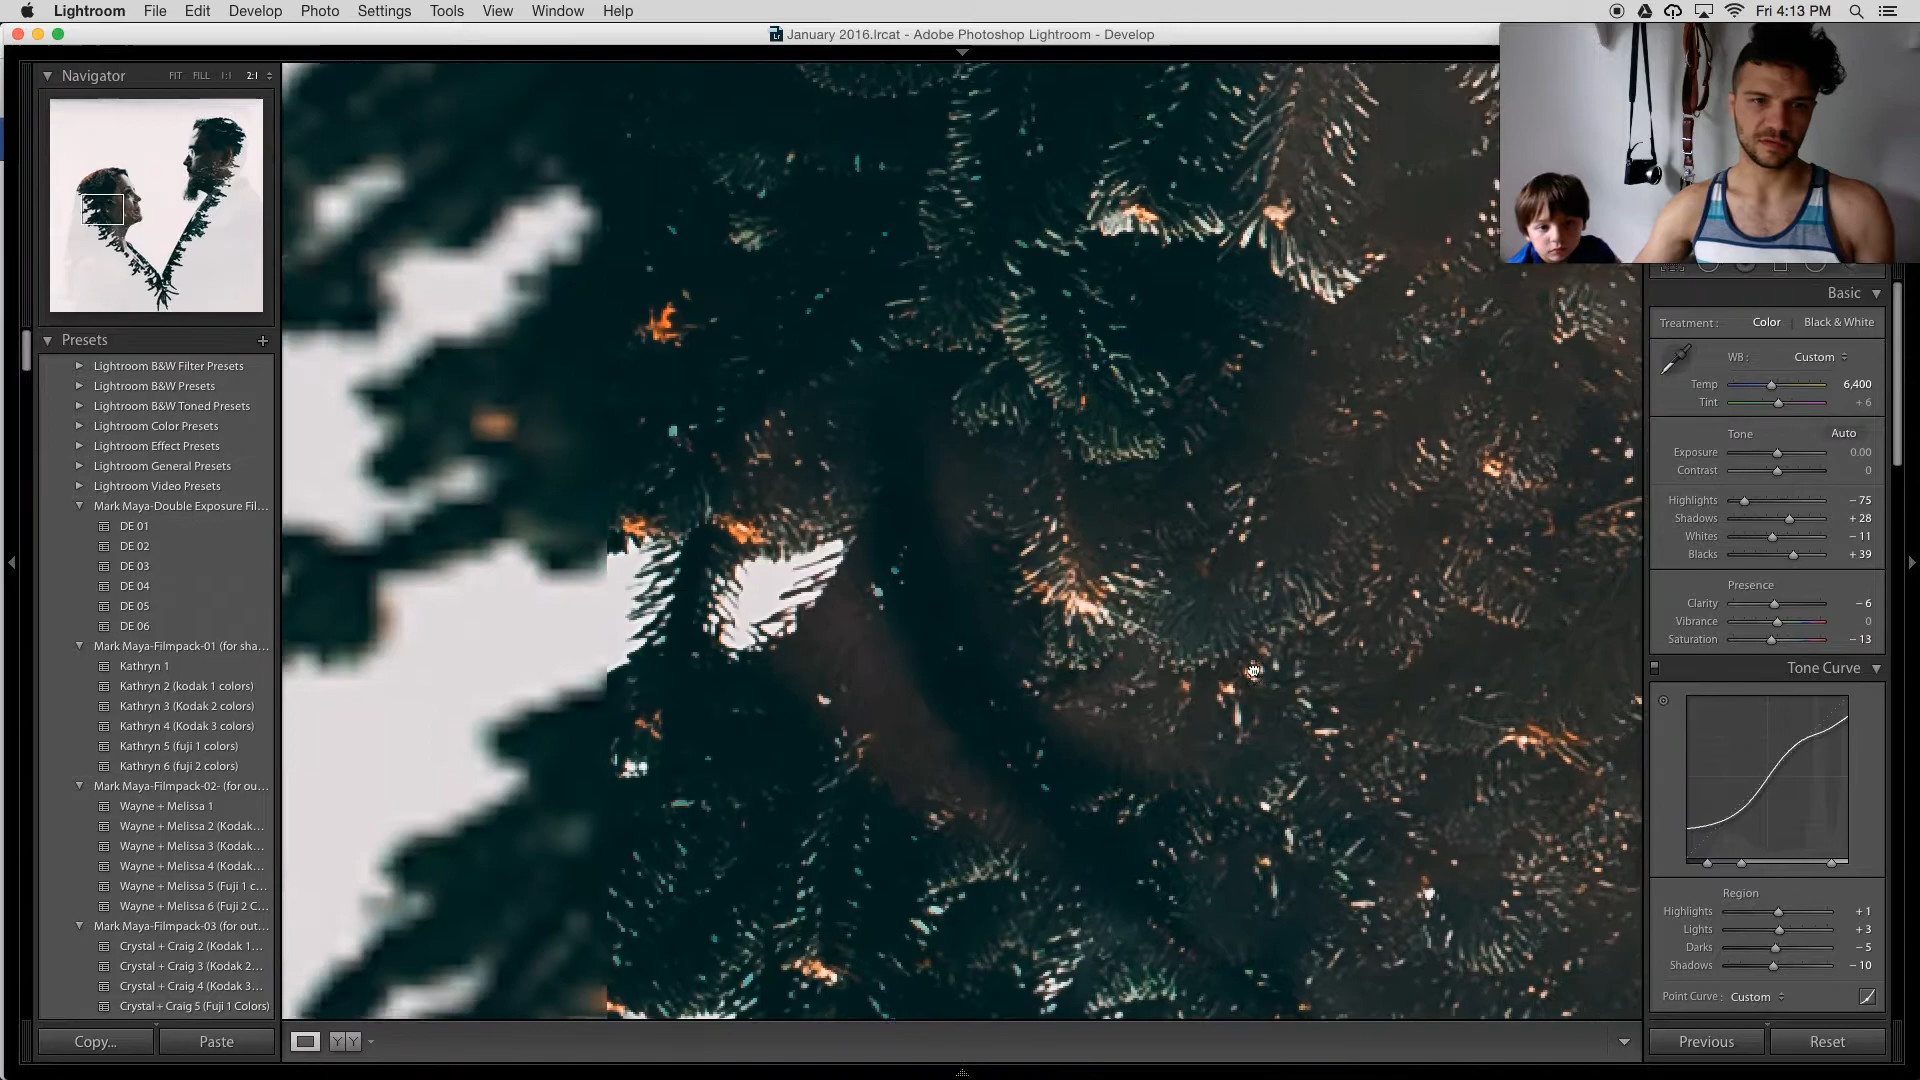 Lightroom File Edit Develop Photo Settings Tools View Window Help Fri 4:13 PM
January 2016.lrcat - Adobe Photoshop Lightroom - Develop
Navigator FIT FILL 1:1 2:1
Presets +
Lightroom B&W Filter Presets
Lightroom B&W Presets
Lightroom B&W Toned Presets
Lightroom Color Presets
Lightroom Effect Presets
Lightroom General Presets
Lightroom Video Presets
Mark Maya-Double Exposure Fil...
DE 01
DE 02
DE 03
DE 04
DE 05
DE 06
Mark Maya-Filmpack-01 (for sha...
Kathryn 1
Kathryn 2 (kodak 1 colors)
Kathryn 3 (Kodak 2 colors)
Kathryn 4 (Kodak 3 colors)
Kathryn 5 (fuji 1 colors)
Kathryn 6 (fuji 2 colors)
Mark Maya-Filmpack-02- (for ou...
Wayne + Melissa 1
Wayne + Melissa 2 (Kodak...
Wayne + Melissa 3 (Kodak...
Wayne + Melissa 4 (Kodak...
Wayne + Melissa 5 (Fuji 1 c...
Wayne + Melissa 6 (Fuji 2 C...
Mark Maya-Filmpack-03 (for out...
Crystal + Craig 2 (Kodak 1...
Crystal + Craig 3 (Kodak 2...
Crystal + Craig 4 (Kodak 3...
Crystal + Craig 5 (Fuji 1 Colors)
Copy... Paste
YY
Basic
Treatment : Color | Black & White
WB : Custom
Temp 6,400
Tint + 6
Tone Auto
Exposure 0.00
Contrast 0
Highlights − 75
Shadows + 28
Whites − 11
Blacks + 39
Presence
Clarity − 6
Vibrance 0
Saturation − 13
Tone Curve
Region
Highlights + 1
Lights + 3
Darks − 5
Shadows − 10
Point Curve : Custom
Previous Reset